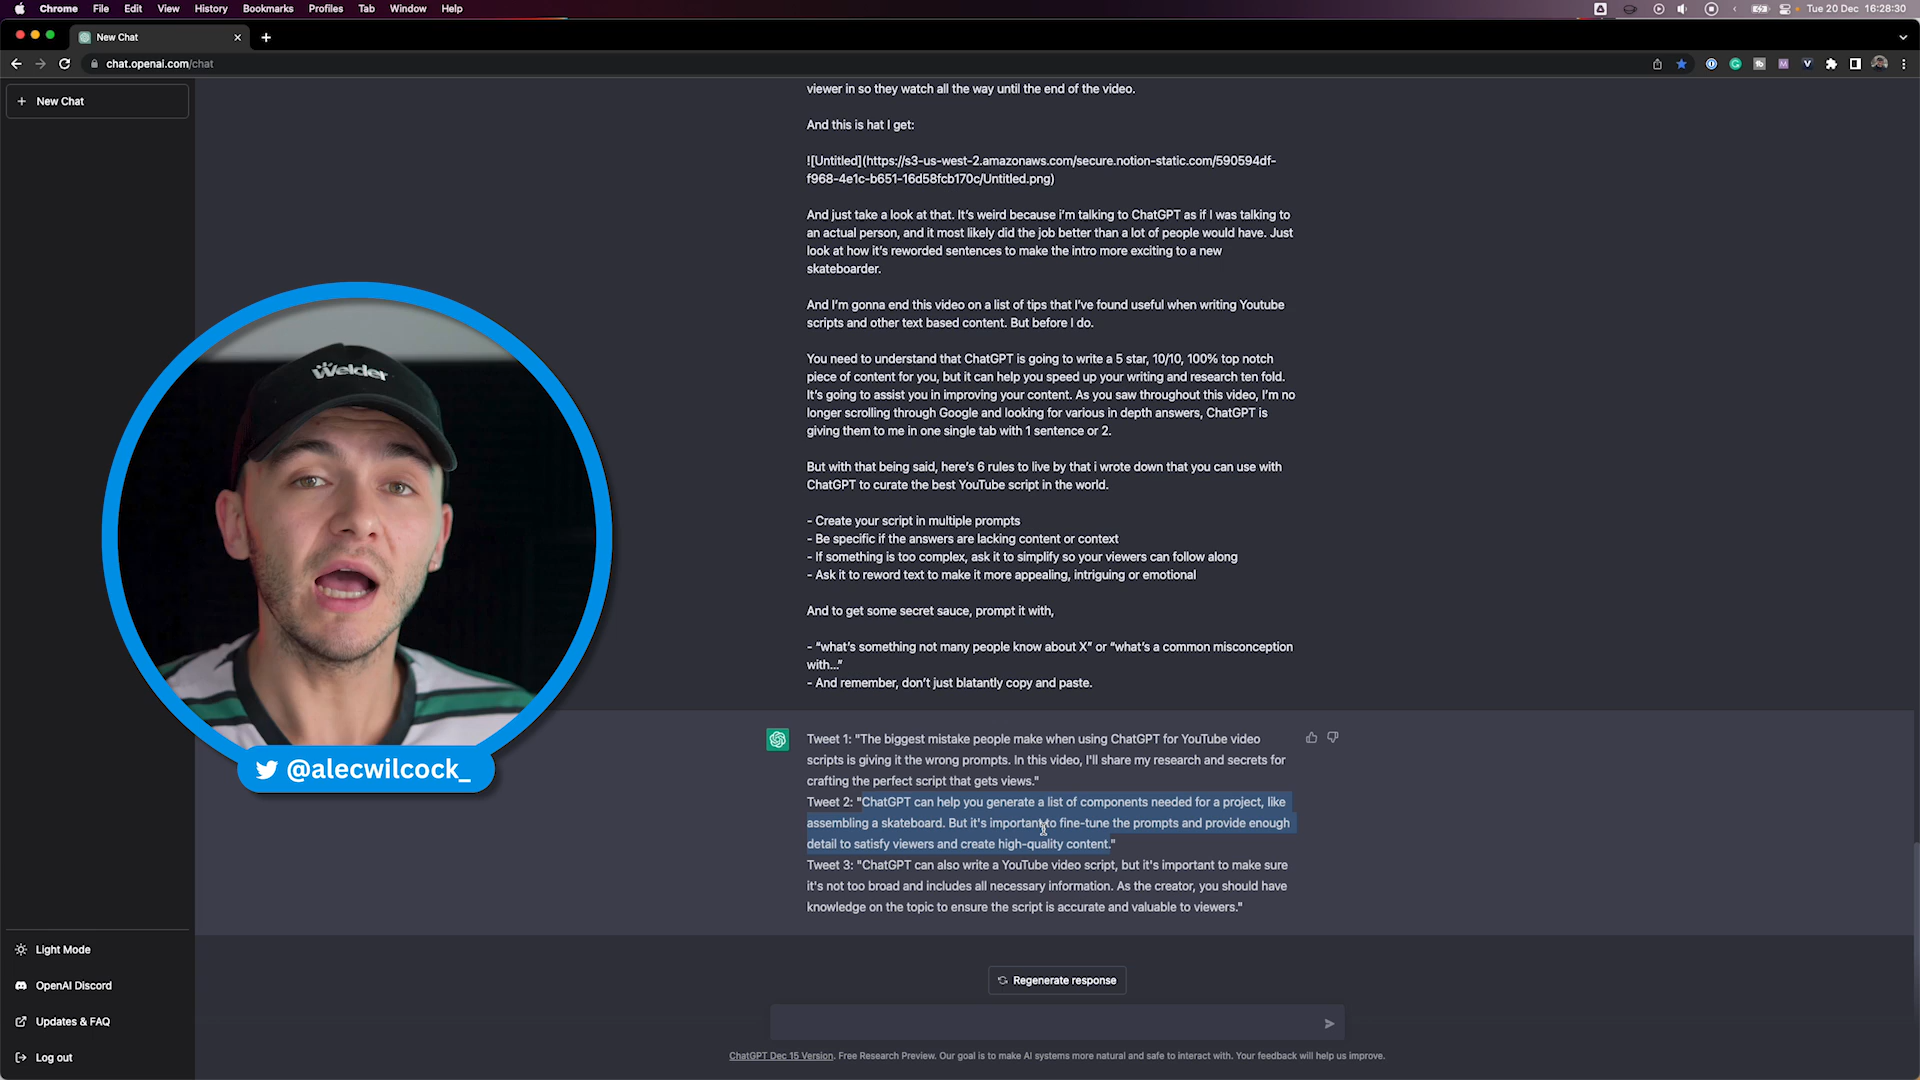 Chrome File Edit View History Bookmarks Profiles Tab Window Help
Tue 20 Dec 16:28:30
New Chat
chat.openai.com/chat
New Chat
viewer in so they watch all the way until the end of the video.
And this is hat I get:
![Untitled](https://s3-us-west-2.amazonaws.com/secure.notion-static.com/590594df-
f968-4e1c-b651-16d58fcb170c/Untitled.png)
And just take a look at that. It’s weird because i’m talking to ChatGPT as if I was talking to
an actual person, and it most likely did the job better than a lot of people would have. Just
look at how it’s reworded sentences to make the intro more exciting to a new
skateboarder.
And I’m gonna end this video on a list of tips that I’ve found useful when writing Youtube
scripts and other text based content. But before I do.
You need to understand that ChatGPT is going to write a 5 star, 10/10, 100% top notch
piece of content for you, but it can help you speed up your writing and research ten fold.
It’s going to assist you in improving your content. As you saw throughout this video, I’m no
longer scrolling through Google and looking for various in depth answers, ChatGPT is
giving them to me in one single tab with 1 sentence or 2.
But with that being said, here’s 6 rules to live by that i wrote down that you can use with
ChatGPT to curate the best YouTube script in the world.
- Create your script in multiple prompts
- Be specific if the answers are lacking content or context
- If something is too complex, ask it to simplify so your viewers can follow along
- Ask it to reword text to make it more appealing, intriguing or emotional
And to get some secret sauce, prompt it with,
- “what’s something not many people know about X” or “what’s a common misconception
with…”
- And remember, don’t just blatantly copy and paste.
Welder
@alecwilcock_
Tweet 1: "The biggest mistake people make when using ChatGPT for YouTube video
scripts is giving it the wrong prompts. In this video, I'll share my research and secrets for
crafting the perfect script that gets views."
Tweet 2: "ChatGPT can help you generate a list of components needed for a project, like
assembling a skateboard. But it's important to fine-tune the prompts and provide enough
detail to satisfy viewers and create high-quality content."
Tweet 3: "ChatGPT can also write a YouTube video script, but it's important to make sure
it's not too broad and includes all necessary information. As the creator, you should have
knowledge on the topic to ensure the script is accurate and valuable to viewers."
Light Mode
OpenAI Discord
Updates & FAQ
Log out
Regenerate response
ChatGPT Dec 15 Version. Free Research Preview. Our goal is to make AI systems more natural and safe to interact with. Your feedback will help us improve.